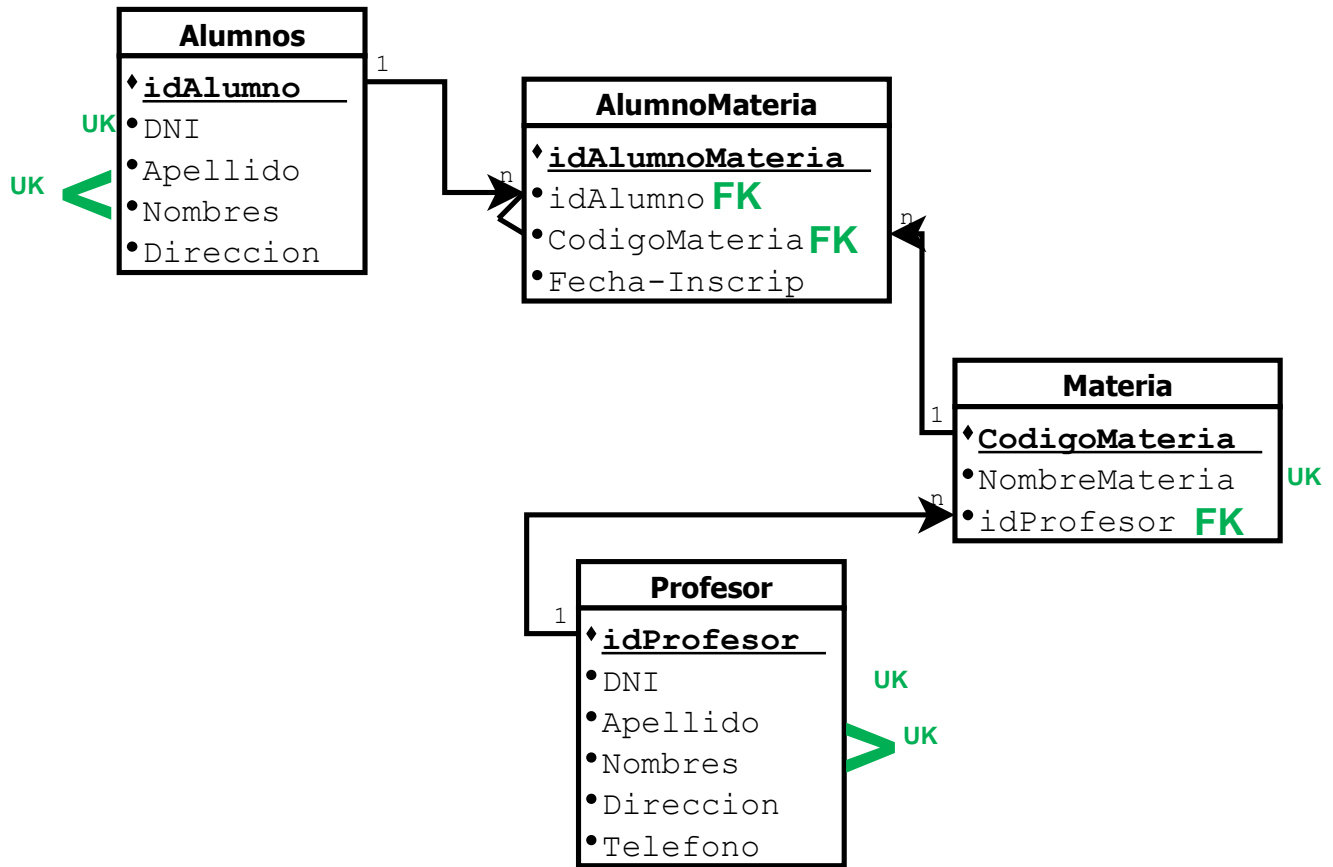 Alumnos
idAlumno
UK DNI
Apellido
UK <
Nombres
Direccion
1
n
AlumnoMateria
idAlumnoMateria
idAlumno FK
CodigoMateria FK
Fecha-Inscrip
n
1
Materia
CodigoMateria
NombreMateria UK
idProfesor FK
n
1
Profesor
idProfesor
DNI UK
Apellido
> UK
Nombres
Direccion
Telefono